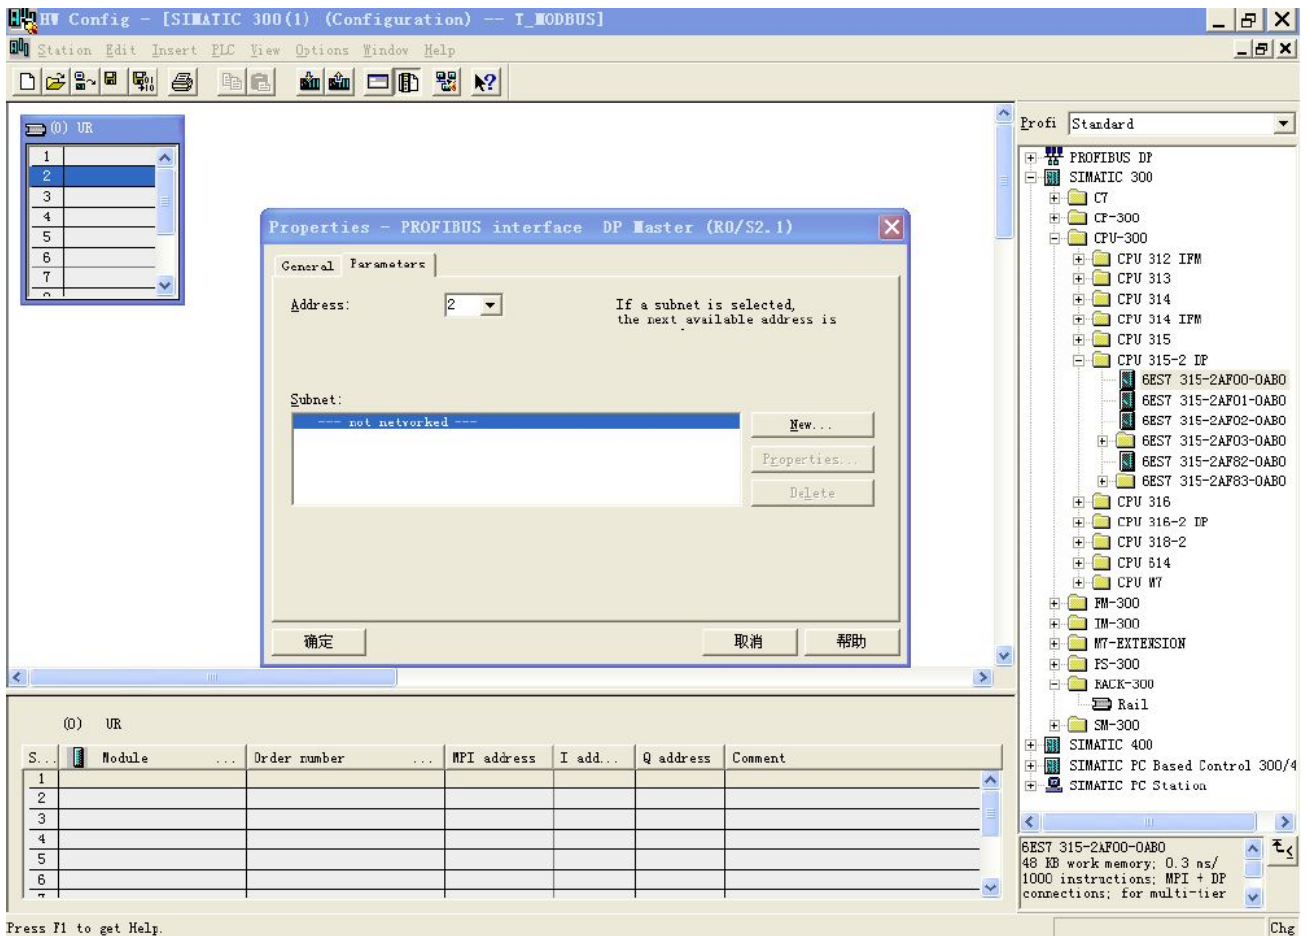 HW Config - [SIMATIC 300(1) (Configuration) -- T_MODBUS]
Station Edit Insert PLC View Options Window Help
(0) UR
1
2
3
4
5
6
7
Properties - PROFIBUS interface DP Master (R0/S2.1)
General Parameters
Address: 2
If a subnet is selected,
the next available address is
Subnet:
--- not networked ---
New...
Properties...
Delete
确定 取消 帮助
Profi Standard
PROFIBUS DP
SIMATIC 300
C7
CP-300
CPU-300
CPU 312 IFM
CPU 313
CPU 314
CPU 314 IFM
CPU 315
CPU 315-2 DP
6ES7 315-2AF00-0AB0
6ES7 315-2AF01-0AB0
6ES7 315-2AF02-0AB0
6ES7 315-2AF03-0AB0
6ES7 315-2AF82-0AB0
6ES7 315-2AF83-0AB0
CPU 316
CPU 316-2 DP
CPU 318-2
CPU 614
CPU M7
FM-300
IM-300
M7-EXTENSION
PS-300
RACK-300
Rail
SM-300
SIMATIC 400
SIMATIC PC Based Control 300/4
SIMATIC PC Station
6ES7 315-2AF00-0AB0
48 KB work memory; 0.3 ms/
1000 instructions; MPI + DP
connections; for multi-tier
(0) UR
S... Module ... Order number ... MPI address I add... Q address Comment
1
2
3
4
5
6
Press F1 to get Help.
Chg